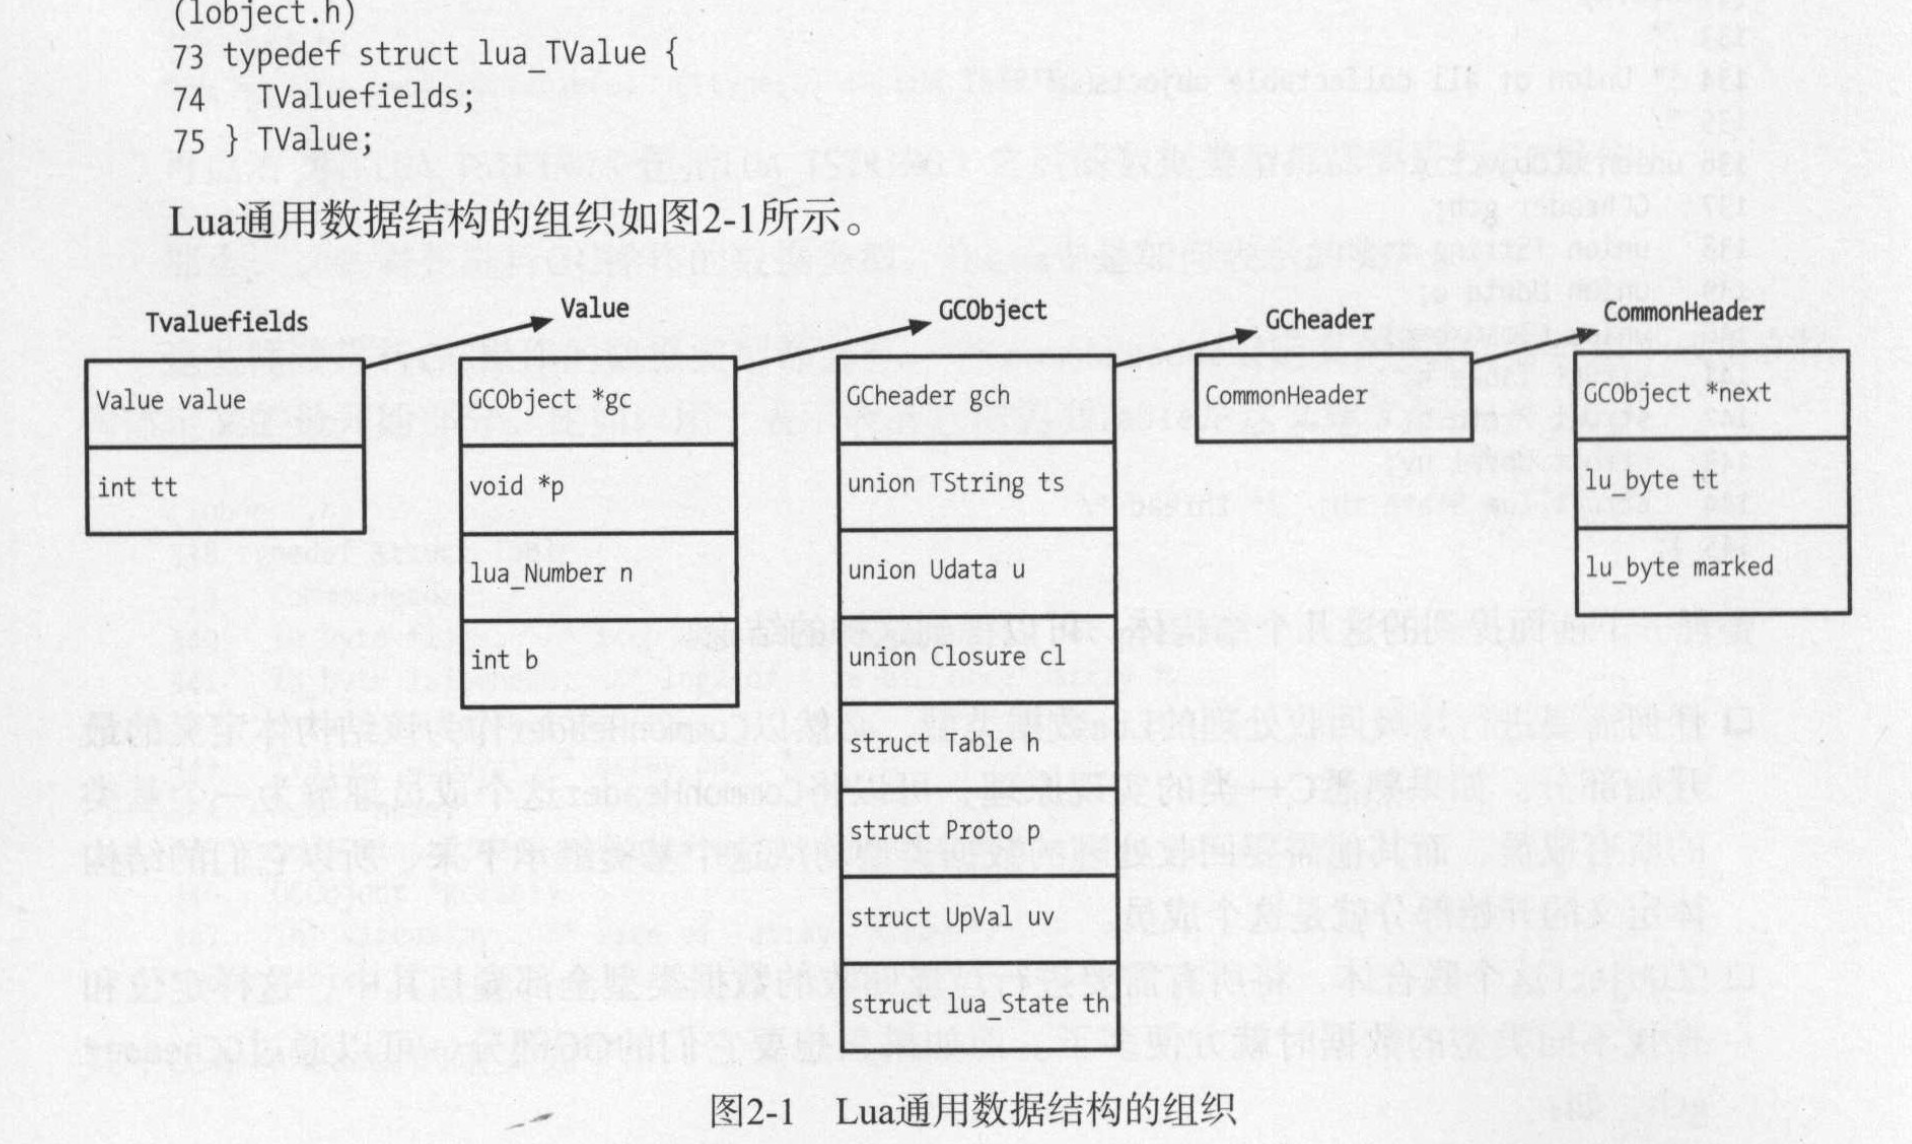 (lobject.h)
73 typedef struct lua_TValue {
74   TValuefields;
75 } TValue;
Lua通用数据结构的组织如图2-1所示。
Tvaluefields
Value value
int tt
Value
GCObject *gc
void *p
lua_Number n
int b
GCObject
GCheader gch
union TString ts
union Udata u
union Closure cl
struct Table h
struct Proto p
struct UpVal uv
struct lua_State th
GCheader
CommonHeader
CommonHeader
GCObject *next
lu_byte tt
lu_byte marked
图2-1 Lua通用数据结构的组织